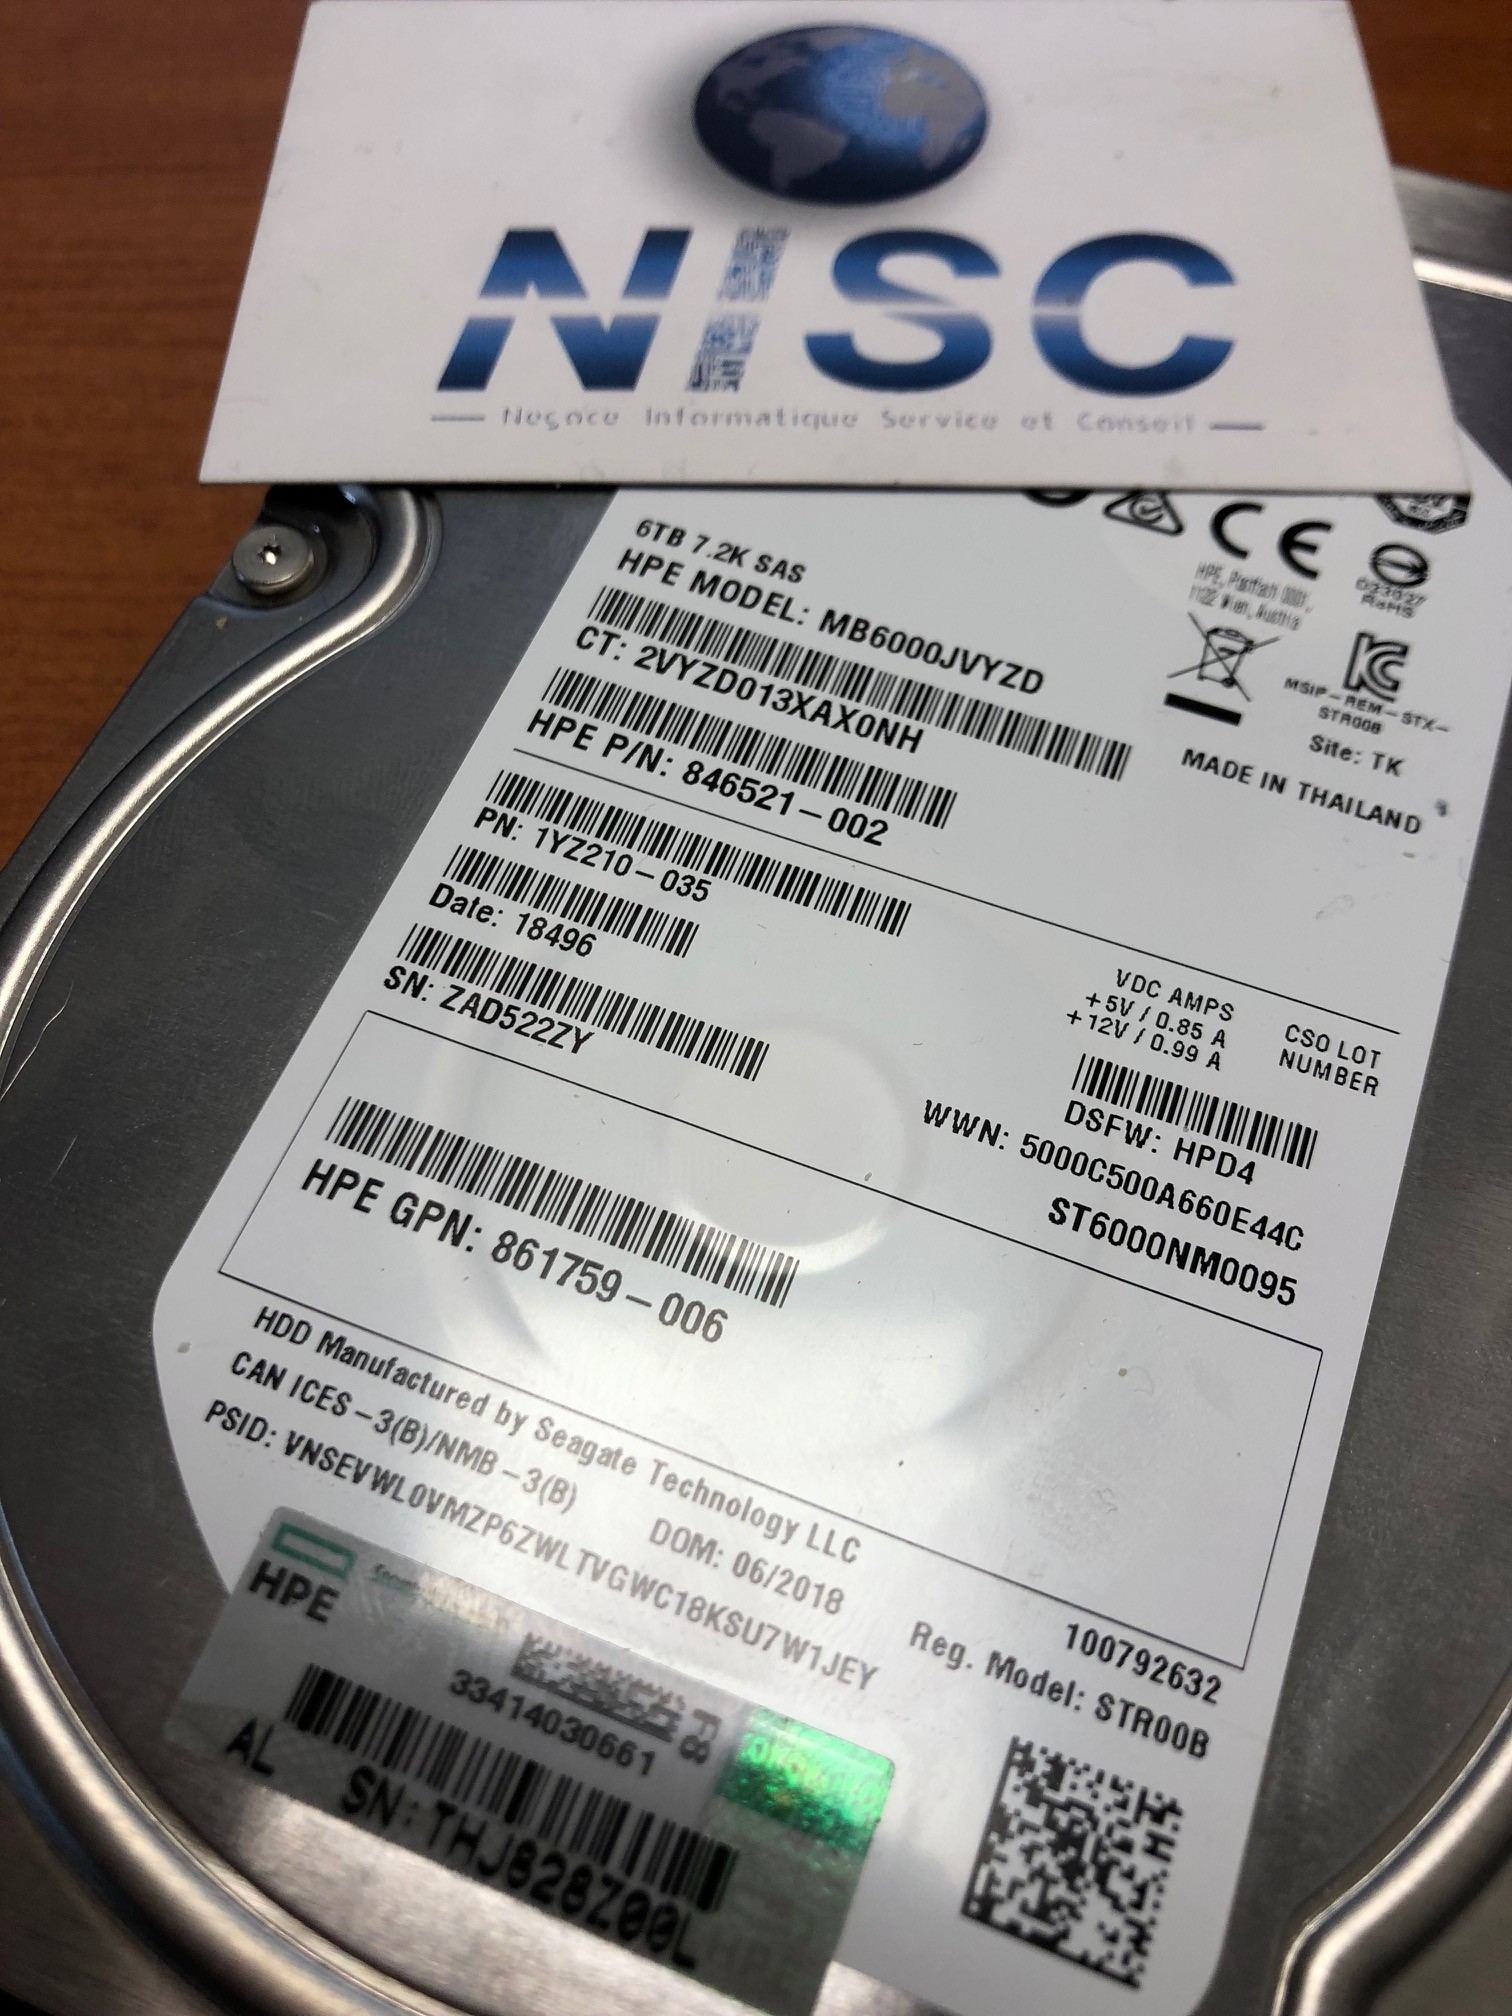 NISC
Negoce Informatique Service et Conseil
6TB 7.2K SAS
HPE MODEL: MB6000JVYZD
CT: 2VYZD013XAX0NH
HPE P/N: 846521-002
PN: 1YZ210-035
Date: 18496
SN: ZAD522ZY
CE
RoHS
MSIP-REM-STX-
STR00B
Site: TK
MADE IN THAILAND
VDC AMPS
+5V / 0.85 A
+12V / 0.99 A
CSO LOT
NUMBER
DSFW: HPD4
WWN: 5000C500A660E44C
ST6000NM0095
HPE GPN: 861759-006
HDD Manufactured by Seagate Technology LLC
CAN ICES-3(B)/NMB-3(B)
DOM: 06/2018
PSID: VNSEVWL0VMZP6ZWLTVGWC18KSU7W1JEY
100792632
Reg. Model: STR00B
HPE
33414030661
F8
AL
SN:THJ828Z00L